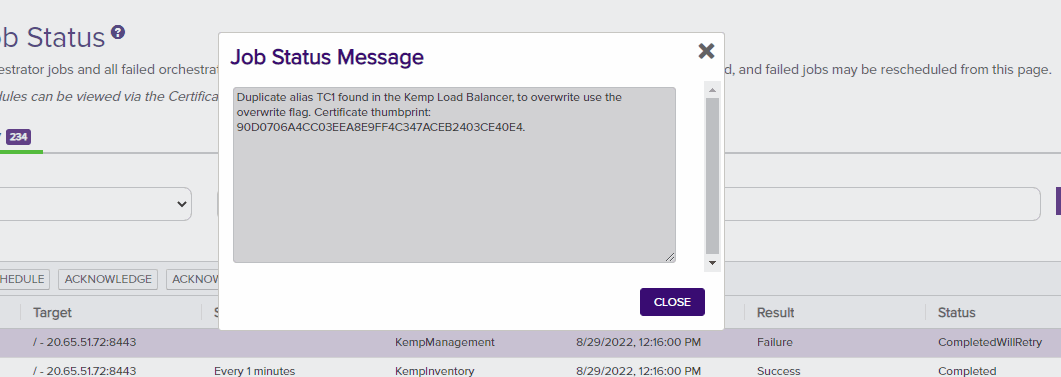 ob Status ?
Job Status Message
estrator jobs and all failed orchestra
d, and failed jobs may be rescheduled from this page.
ules can be viewed via the Certifica
Duplicate alias TC1 found in the Kemp Load Balancer, to overwrite use the
overwrite flag. Certificate thumbprint:
90D0706A4CC03EEA8E9FF4C347ACEB2403CE40E4.
234
HEDULE ACKNOWLEDGE ACKNOW
CLOSE
Target S Result Status
/ - 20.65.51.72:8443 KempManagement 8/29/2022, 12:16:00 PM Failure CompletedWillRetry
/ - 20.65.51.72:8443 Every 1 minutes KempInventory 8/29/2022, 12:16:00 PM Success Completed